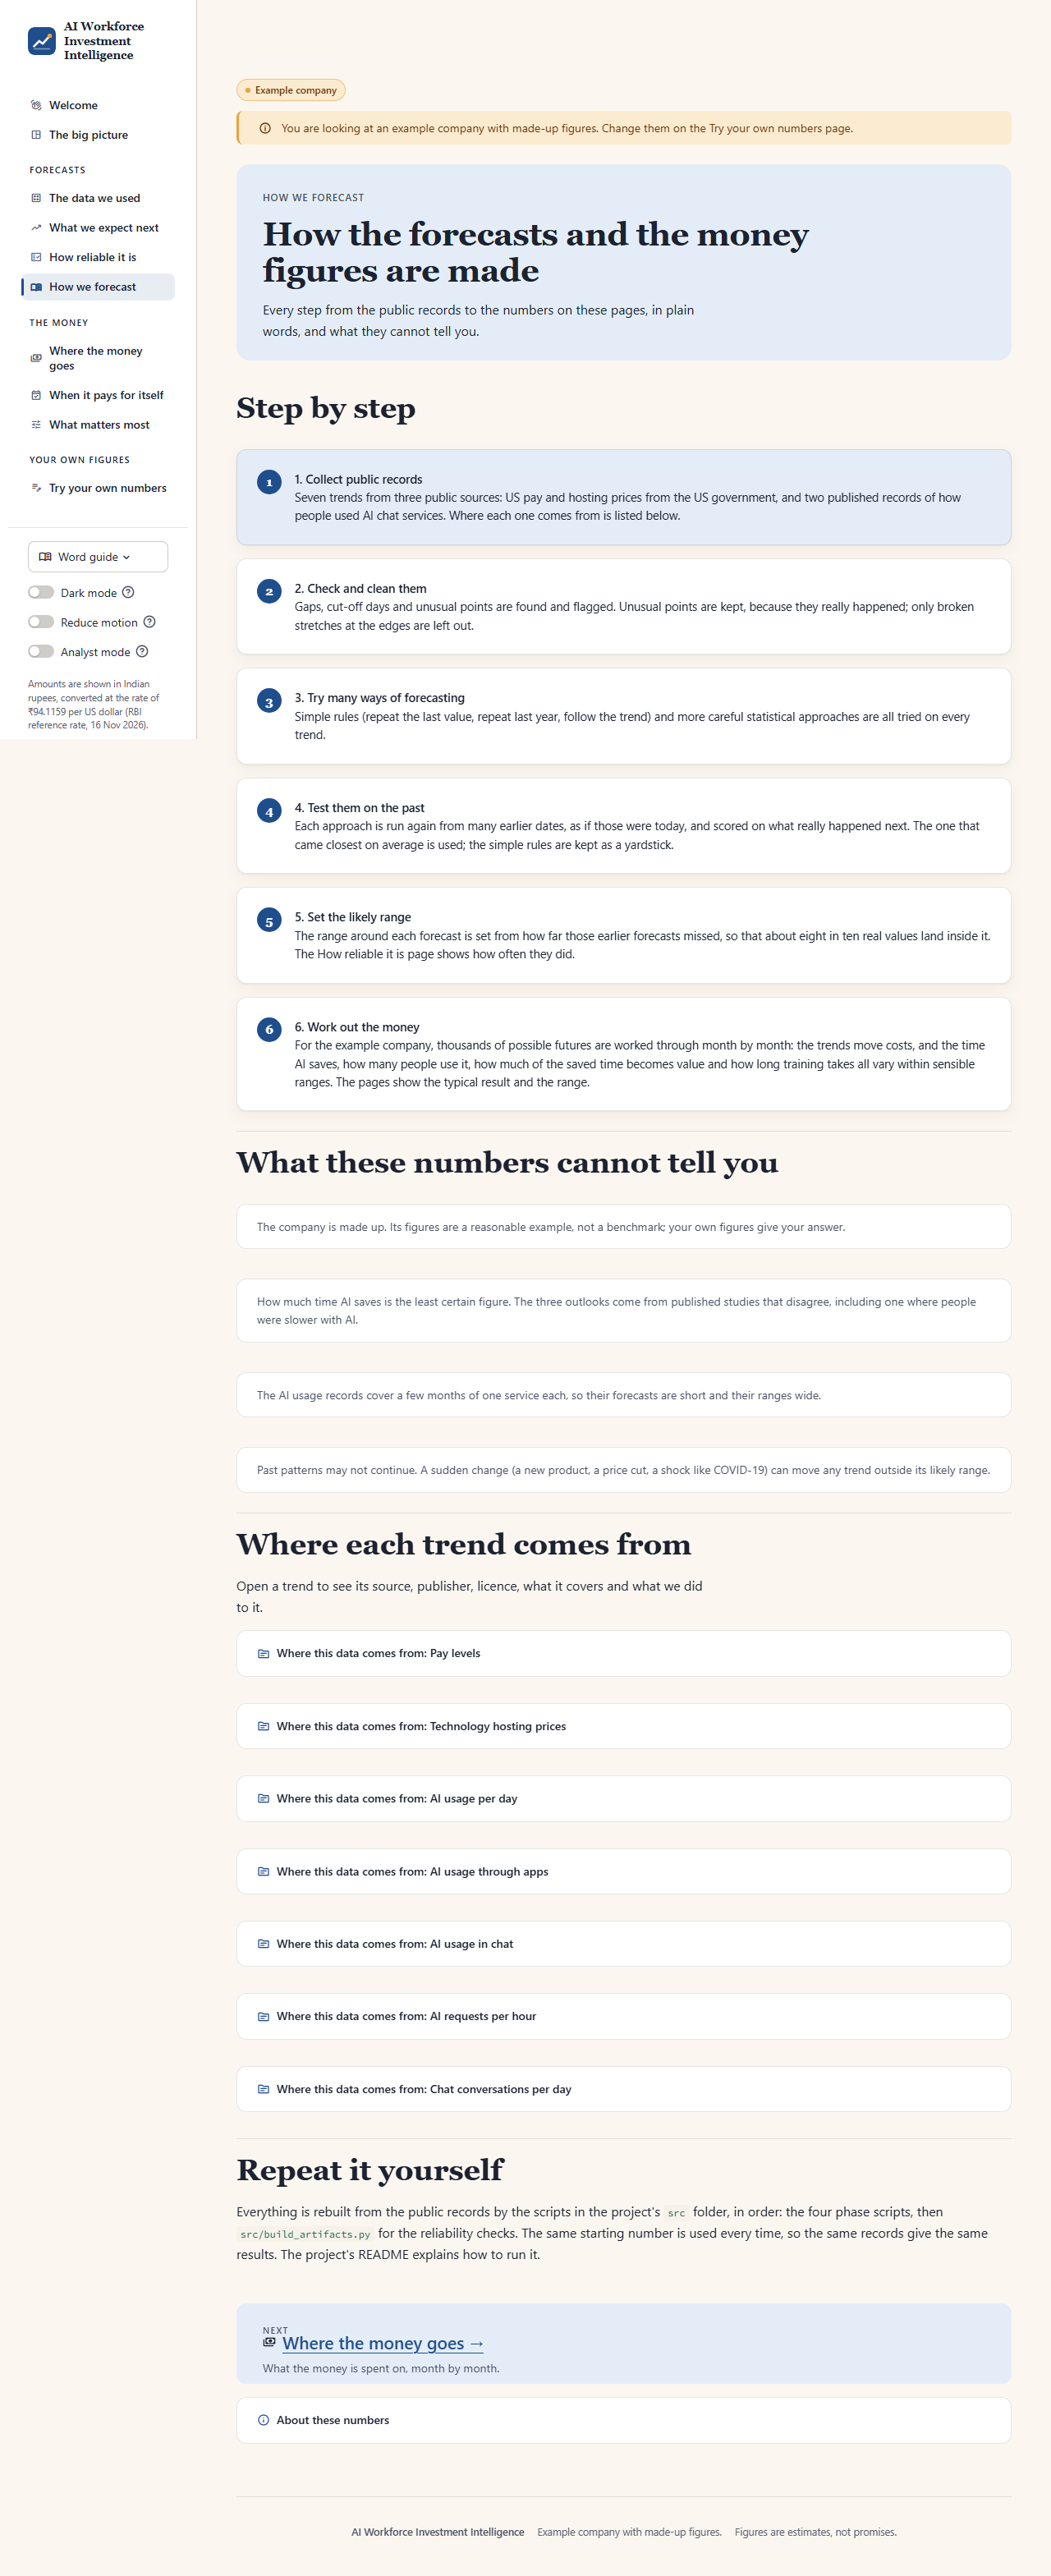 AI Workforce
Investment
Intelligence
Welcome
The big picture
FORECASTS
The data we used
What we expect next
How reliable it is
How we forecast
THE MONEY
Where the money
goes
When it pays for itself
What matters most
YOUR OWN FIGURES
Try your own numbers
Word guide
Dark mode
Reduce motion
Analyst mode
Amounts are shown in Indian
rupees, converted at the rate of
₹94.1159 per US dollar (RBI
reference rate, 16 Nov 2026).
Example company
You are looking at an example company with made-up figures. Change them on the Try your own numbers page.
HOW WE FORECAST
How the forecasts and the money
figures are made
Every step from the public records to the numbers on these pages, in plain
words, and what they cannot tell you.
Step by step
1
1. Collect public records
Seven trends from three public sources: US pay and hosting prices from the US government, and two published records of how
people used AI chat services. Where each one comes from is listed below.
2
2. Check and clean them
Gaps, cut-off days and unusual points are found and flagged. Unusual points are kept, because they really happened; only broken
stretches at the edges are left out.
3
3. Try many ways of forecasting
Simple rules (repeat the last value, repeat last year, follow the trend) and more careful statistical approaches are all tried on every
trend.
4
4. Test them on the past
Each approach is run again from many earlier dates, as if those were today, and scored on what really happened next. The one that
came closest on average is used; the simple rules are kept as a yardstick.
5
5. Set the likely range
The range around each forecast is set from how far those earlier forecasts missed, so that about eight in ten real values land inside it.
The How reliable it is page shows how often they did.
6
6. Work out the money
For the example company, thousands of possible futures are worked through month by month: the trends move costs, and the time
AI saves, how many people use it, how much of the saved time becomes value and how long training takes all vary within sensible
ranges. The pages show the typical result and the range.
What these numbers cannot tell you
The company is made up. Its figures are a reasonable example, not a benchmark; your own figures give your answer.
How much time AI saves is the least certain figure. The three outlooks come from published studies that disagree, including one where people
were slower with AI.
The AI usage records cover a few months of one service each, so their forecasts are short and their ranges wide.
Past patterns may not continue. A sudden change (a new product, a price cut, a shock like COVID-19) can move any trend outside its likely range.
Where each trend comes from
Open a trend to see its source, publisher, licence, what it covers and what we did
to it.
Where this data comes from: Pay levels
Where this data comes from: Technology hosting prices
Where this data comes from: AI usage per day
Where this data comes from: AI usage through apps
Where this data comes from: AI usage in chat
Where this data comes from: AI requests per hour
Where this data comes from: Chat conversations per day
Repeat it yourself
Everything is rebuilt from the public records by the scripts in the project's src folder, in order: the four phase scripts, then
src/build_artifacts.py for the reliability checks. The same starting number is used every time, so the same records give the same
results. The project's README explains how to run it.
NEXT
Where the money goes →
What the money is spent on, month by month.
About these numbers
AI Workforce Investment Intelligence Example company with made-up figures. Figures are estimates, not promises.